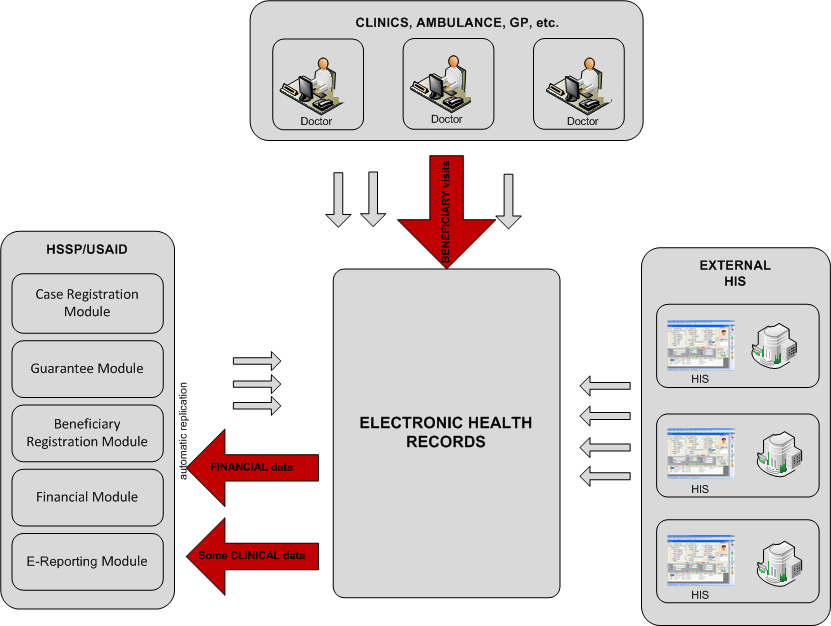 CLINICS, AMBULANCE, GP, etc.
Doctor
Doctor
Doctor
BENEFICIARY visits
HSSP/USAID
Case Registration
Module
Guarantee Module
Beneficiary
Registration Module
Financial Module
E-Reporting Module
automatic replication
FINANCIAL data
Some CLINICAL data
ELECTRONIC HEALTH
RECORDS
EXTERNAL
HIS
HIS
HIS
HIS